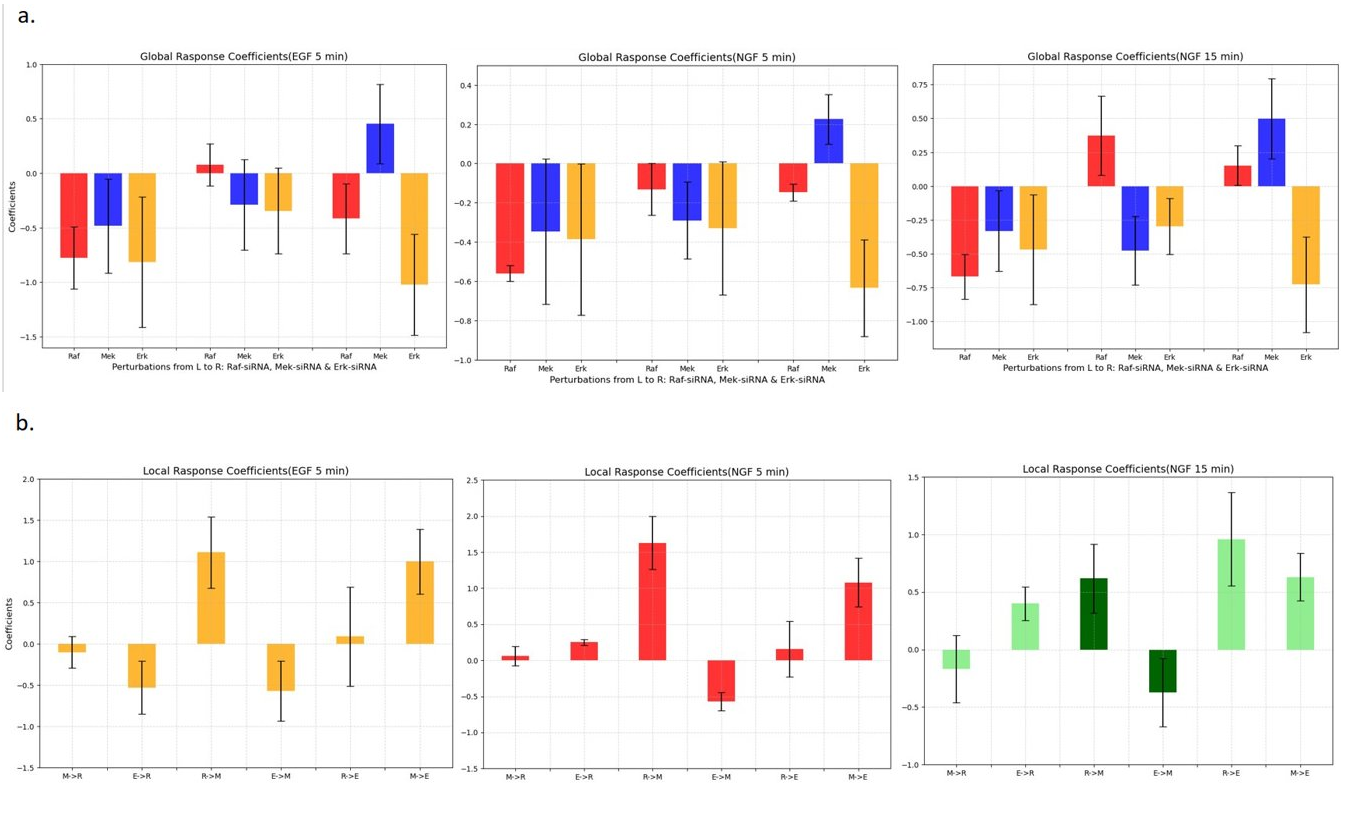 a.
Global Rasponse Coefficients(EGF 5 min)
1.0
0.5
0.0
−0.5
−1.0
−1.5
Coefficients
Raf Mek Erk Raf Mek Erk Raf Mek Erk
Perturbations from L to R: Raf-siRNA, Mek-siRNA & Erk-siRNA
Global Rasponse Coefficients(NGF 5 min)
0.4
0.2
0.0
−0.2
−0.4
−0.6
−0.8
−1.0
Raf Mek Erk Raf Mek Erk Raf Mek Erk
Perturbations from L to R: Raf-siRNA, Mek-siRNA & Erk-siRNA
Global Rasponse Coefficients(NGF 15 min)
0.75
0.50
0.25
0.00
−0.25
−0.50
−0.75
−1.00
Raf Mek Erk Raf Mek Erk Raf Mek Erk
Perturbations from L to R: Raf-siRNA, Mek-siRNA & Erk-siRNA
b.
Local Rasponse Coefficients(EGF 5 min)
2.0
1.5
1.0
0.5
0.0
−0.5
−1.0
−1.5
Coefficients
M->R E->R R->M E->M R->E M->E
Local Rasponse Coefficients(NGF 5 min)
2.5
2.0
1.5
1.0
0.5
0.0
−0.5
−1.0
−1.5
M->R E->R R->M E->M R->E M->E
Local Rasponse Coefficients(NGF 15 min)
1.5
1.0
0.5
0.0
−0.5
−1.0
M->R E->R R->M E->M R->E M->E